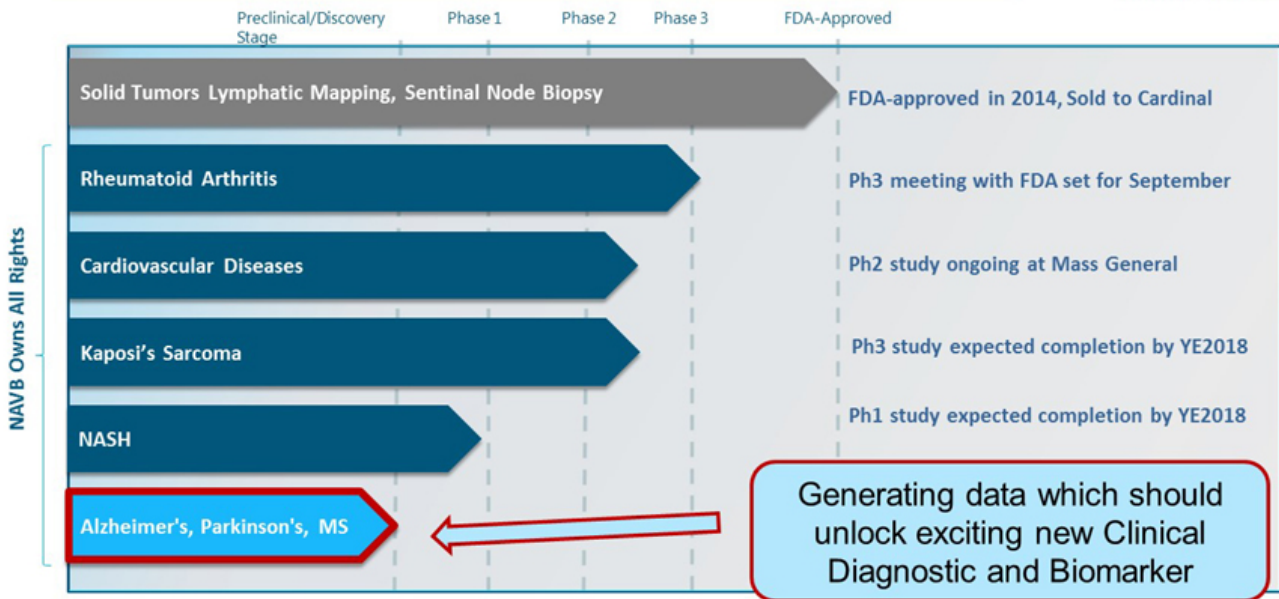 Preclinical/Discovery
Stage
Phase 1
Phase 2
Phase 3
FDA-Approved
Solid Tumors Lymphatic Mapping, Sentinal Node Biopsy
FDA-approved in 2014, Sold to Cardinal
NAVB Owns All Rights
Rheumatoid Arthritis
Ph3 meeting with FDA set for September
Cardiovascular Diseases
Ph2 study ongoing at Mass General
Kaposi's Sarcoma
Ph3 study expected completion by YE2018
NASH
Ph1 study expected completion by YE2018
Alzheimer's, Parkinson's, MS
Generating data which should
unlock exciting new Clinical
Diagnostic and Biomarker